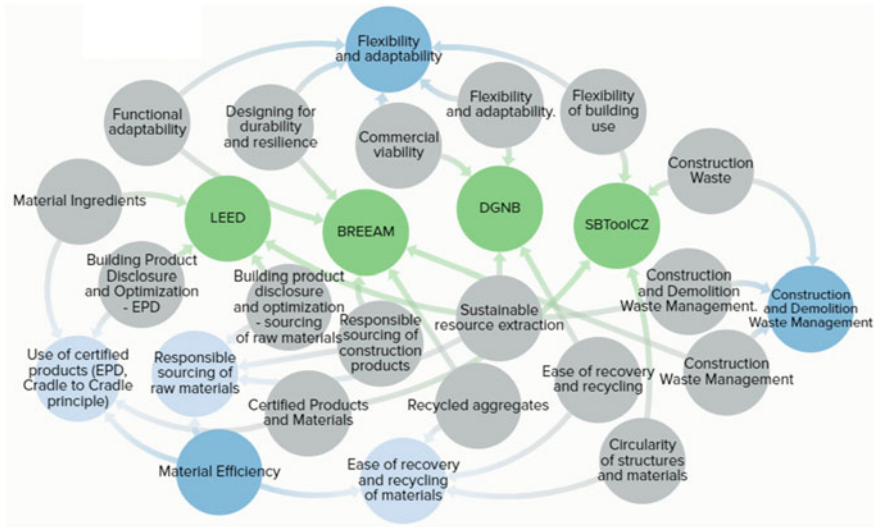 Flexibility
and adaptability
Functional
adaptability
Designing for
durability
and resilience
Commercial
viability
Flexibility
and adaptability.
Flexibility
of building
use
Construction
Waste
Material Ingredients
LEED
BREEAM
DGNB
SBToolCZ
Building Product
Disclosure
and Optimization
- EPD
Building product
disclosure
and optimization
- sourcing
of raw materials
Responsible
sourcing of
construction
products
Sustainable
resource extraction
Construction
and Demolition
Waste Management.
Construction
and Demolition
Waste Management
Use of certified
products (EPD,
Cradle to Cradle
principle)
Responsible
sourcing of
raw materials
Certified Products
and Materials
Recycled aggregates
Ease of recovery
and recycling
Construction
Waste Management
Material Efficiency
Ease of recovery
and recycling
of materials
Circularity
of structures
and materials